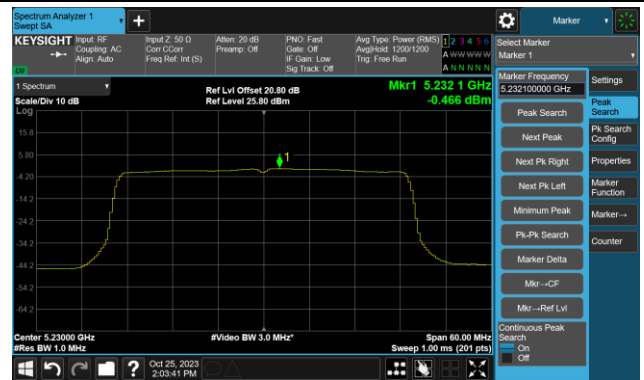 Spectrum Analyzer 1
Swept SA
Marker
KEYSIGHT
Input: RF
Coupling: AC
Align: Auto
Input Z: 50 Ω
Corr CCorr
Freq Ref: Int (S)
Atten: 20 dB
Preamp: Off
PNO: Fast
Gate: Off
IF Gain: Low
Sig Track: Off
Avg Type: Power (RMS)
Avg|Hold: 1200/1200
Trig: Free Run
1 2 3 4 5 6
A W W W W W
A N N N N N
Select Marker
Marker 1
1 Spectrum
Scale/Div 10 dB
Log
Ref Lvl Offset 20.80 dB
Ref Level 25.80 dBm
Mkr1 5.232 1 GHz
-0.466 dBm
15.8
5.80
-4.20
-14.2
-24.2
-34.2
-44.2
-54.2
-64.2
1
Center 5.23000 GHz
#Res BW 1.0 MHz
#Video BW 3.0 MHz*
Span 60.00 MHz
Sweep 1.00 ms (201 pts)
Marker Frequency
5.232100000 GHz
Peak Search
Next Peak
Next Pk Right
Next Pk Left
Minimum Peak
Pk-Pk Search
Marker Delta
Mkr→CF
Mkr→Ref Lvl
Continuous Peak
Search
On
Off
Settings
Peak
Search
Pk Search
Config
Properties
Marker
Function
Marker→
Counter
?
Oct 25, 2023
2:03:41 PM